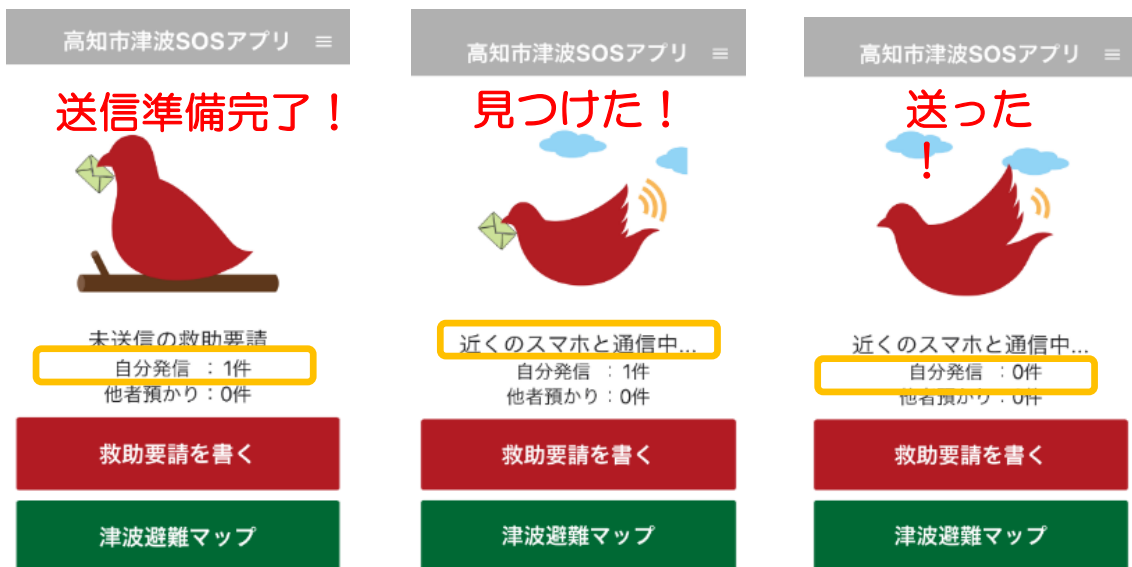 高知市津波SOSアプリ ≡
送信準備完了！
未送信の救助要請
自分発信 ：1件
他者預かり：0件
救助要請を書く
津波避難マップ
高知市津波SOSアプリ ≡
見つけた！
近くのスマホと通信中...
自分発信 ：1件
他者預かり：0件
救助要請を書く
津波避難マップ
高知市津波SOSアプリ ≡
送った
！
近くのスマホと通信中...
自分発信 ：0件
他者預かり：0件
救助要請を書く
津波避難マップ